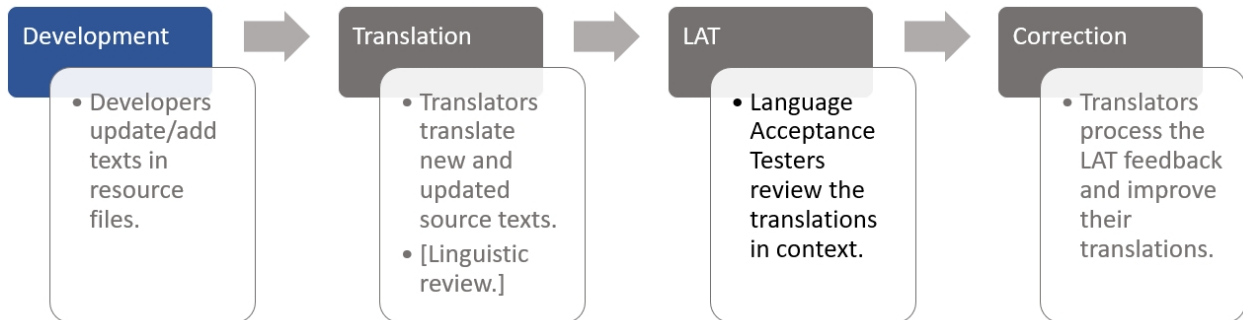 Development
• Developers
update/add
texts in
resource
files.
Translation
• Translators
translate
new and
updated
source texts.
• [Linguistic
review.]
LAT
• Language
Acceptance
Testers
review the
translations
in context.
Correction
• Translators
process the
LAT feedback
and improve
their
translations.